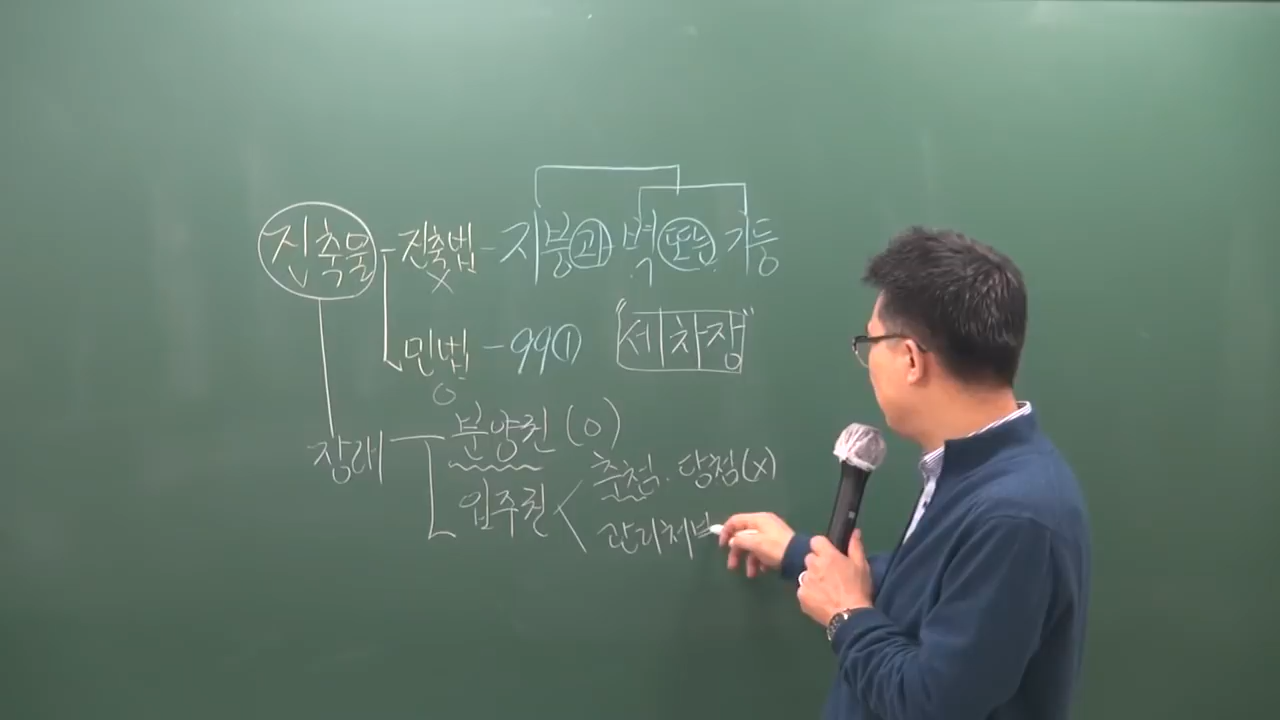 건축물 - 건축법 - 지붕과 벽 또는 기둥
X
민법 - 99① "세차장"
O
장래 분양권 (O)
입주권 < 추첨. 당첨(X)
관리처부